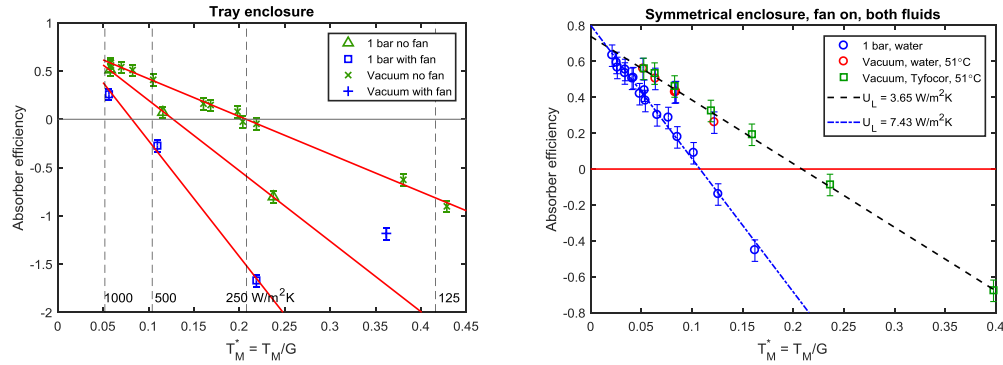 Tray enclosure
Absorber efficiency
1
0.5
0
-0.5
-1
-1.5
-2
1 bar no fan
1 bar with fan
Vacuum no fan
Vacuum with fan
1000
500
250 W/m²K
125
0
0.05
0.1
0.15
0.2
0.25
0.3
0.35
0.4
0.45
T*M = TM/G
Symmetrical enclosure, fan on, both fluids
Absorber efficiency
0.8
0.6
0.4
0.2
0
-0.2
-0.4
-0.6
-0.8
1 bar, water
Vacuum, water, 51°C
Vacuum, Tyfocor, 51°C
UL = 3.65 W/m²K
UL = 7.43 W/m²K
0
0.05
0.1
0.15
0.2
0.25
0.3
0.35
0.4
T*M = TM/G